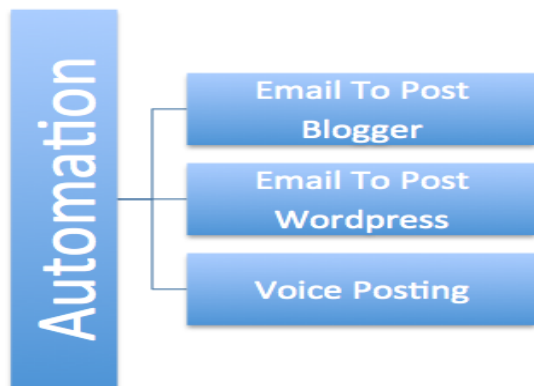 Automation
Email To Post
Blogger
Email To Post
Wordpress
Voice Posting